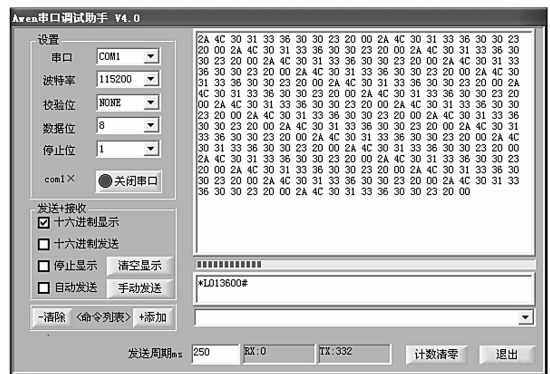 Awen串口调试助手 V4.0
设置
串口 COM1
波特率 115200
校验位 NONE
数据位 8
停止位 1
com1× 关闭串口
发送+接收
十六进制显示
十六进制发送
停止显示 清空显示
自动发送 手动发送
-清除 <命令列表> +添加
2A 4C 30 31 33 36 30 30 23 20 00 2A 4C 30 31 33 36 30 30 23
20 00 2A 4C 30 31 33 36 30 30 23 20 00 2A 4C 30 31 33 36 30
30 23 20 00 2A 4C 30 31 33 36 30 30 23 20 00 2A 4C 30 31 33
36 30 30 23 20 00 2A 4C 30 31 33 36 30 30 23 20 00 2A 4C 30
31 33 36 30 30 23 20 00 2A 4C 30 31 33 36 30 30 23 20 00 2A
4C 30 31 33 36 30 30 23 20 00 2A 4C 30 31 33 36 30 30 23 20
00 2A 4C 30 31 33 36 30 30 23 20 00 2A 4C 30 31 33 36 30 30
23 20 00 2A 4C 30 31 33 36 30 30 23 20 00 2A 4C 30 31 33 36
30 30 23 20 00 2A 4C 30 31 33 36 30 30 23 20 00 2A 4C 30 31
33 36 30 30 23 20 00 2A 4C 30 31 33 36 30 30 23 20 00 2A 4C
30 31 33 36 30 30 23 20 00 2A 4C 30 31 33 36 30 30 23 20 00
2A 4C 30 31 33 36 30 30 23 20 00 2A 4C 30 31 33 36 30 30 23
20 00 2A 4C 30 31 33 36 30 30 23 20 00 2A 4C 30 31 33 36 30
30 23 20 00 2A 4C 30 31 33 36 30 30 23 20 00 2A 4C 30 31 33
36 30 30 23 20 00 2A 4C 30 31 33 36 30 30 23 20 00
*L013600#
发送周期ms 250 RX:0 TX:332 计数清零 退出